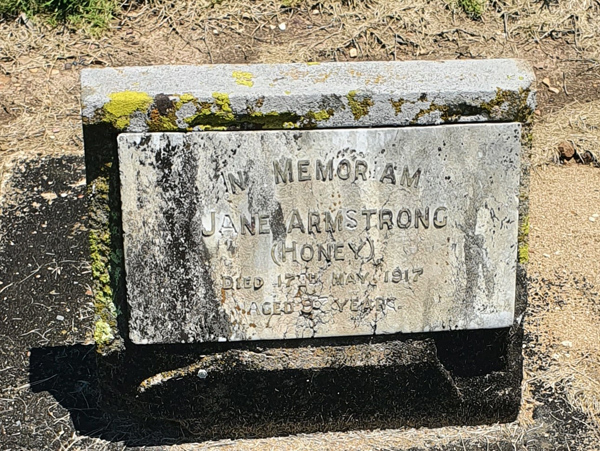 IN MEMORIAM
JANE ARMSTRONG
(HONEY)
DIED 17TH MAY, 1917
AGED YEARS